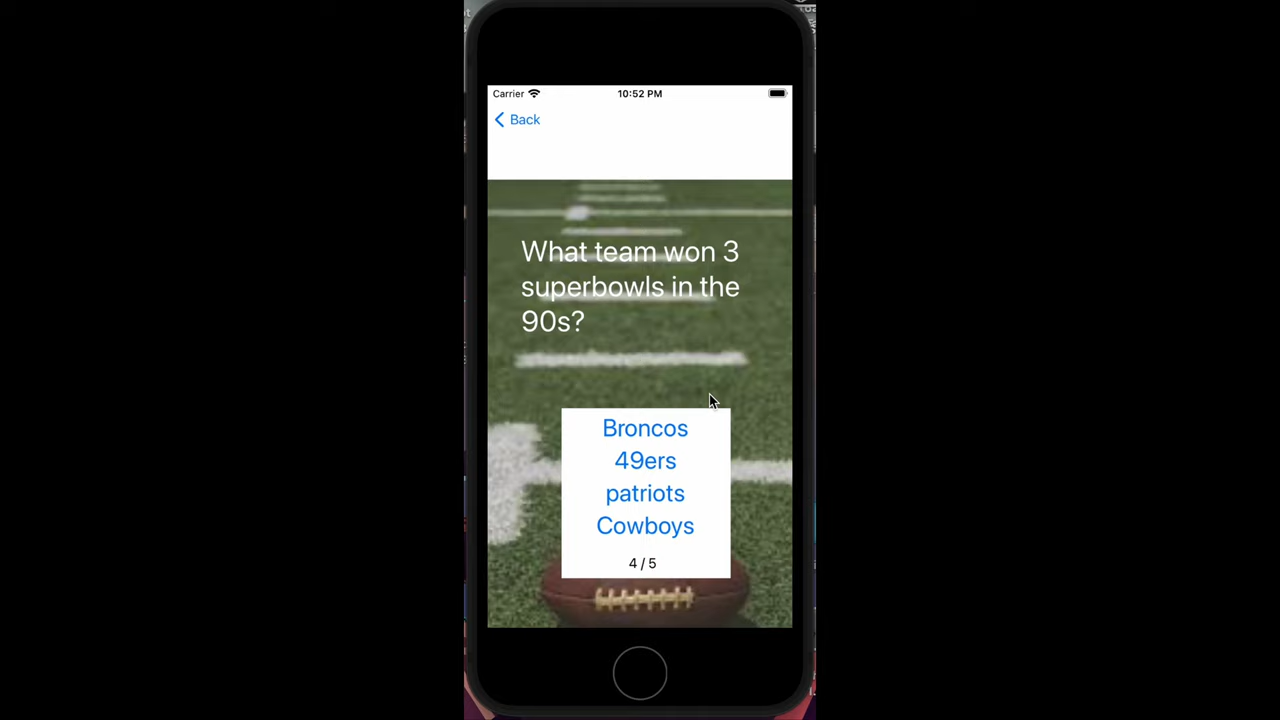 Carrier
10:52 PM
Back
What team won 3
superbowls in the
90s?
Broncos
49ers
patriots
Cowboys
4 / 5